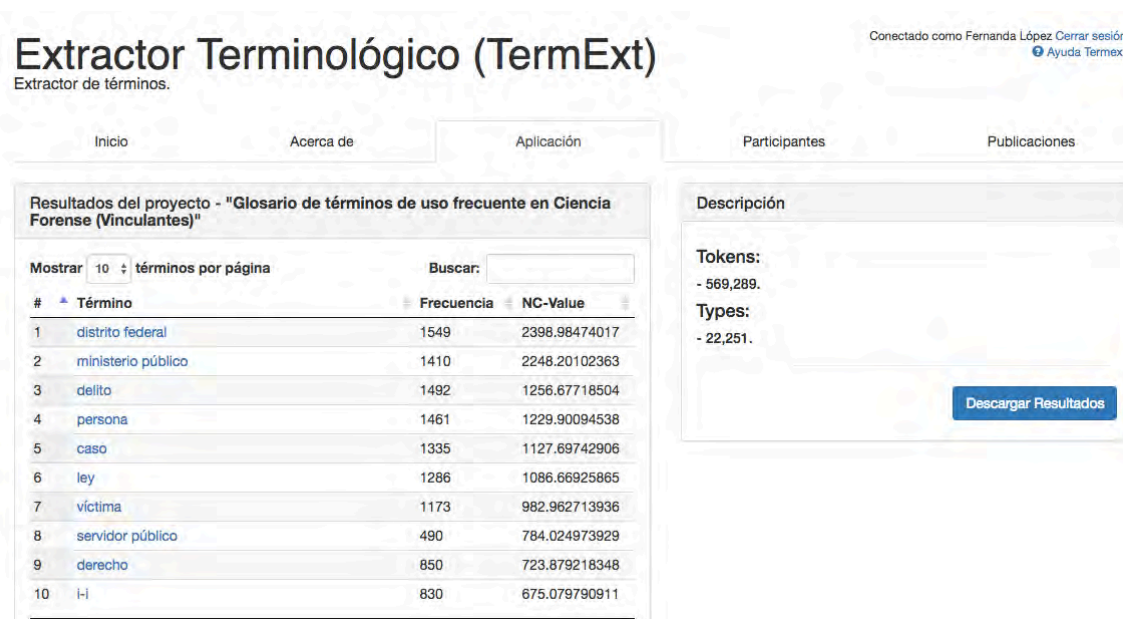 Extractor Terminológico (TermExt)
Extractor de términos.
Conectado como Fernanda López Cerrar sesión
Ayuda Termex
Inicio Acerca de Aplicación Participantes Publicaciones
Resultados del proyecto - "Glosario de términos de uso frecuente en Ciencia
Forense (Vinculantes)"
Mostrar 10 términos por página Buscar:
# Término Frecuencia NC-Value
1 distrito federal 1549 2398.98474017
2 ministerio público 1410 2248.20102363
3 delito 1492 1256.67718504
4 persona 1461 1229.90094538
5 caso 1335 1127.69742906
6 ley 1286 1086.66925865
7 víctima 1173 982.962713936
8 servidor público 490 784.024973929
9 derecho 850 723.879218348
10 i-i 830 675.079790911
Descripción
Tokens:
- 569,289.
Types:
- 22,251.
Descargar Resultados